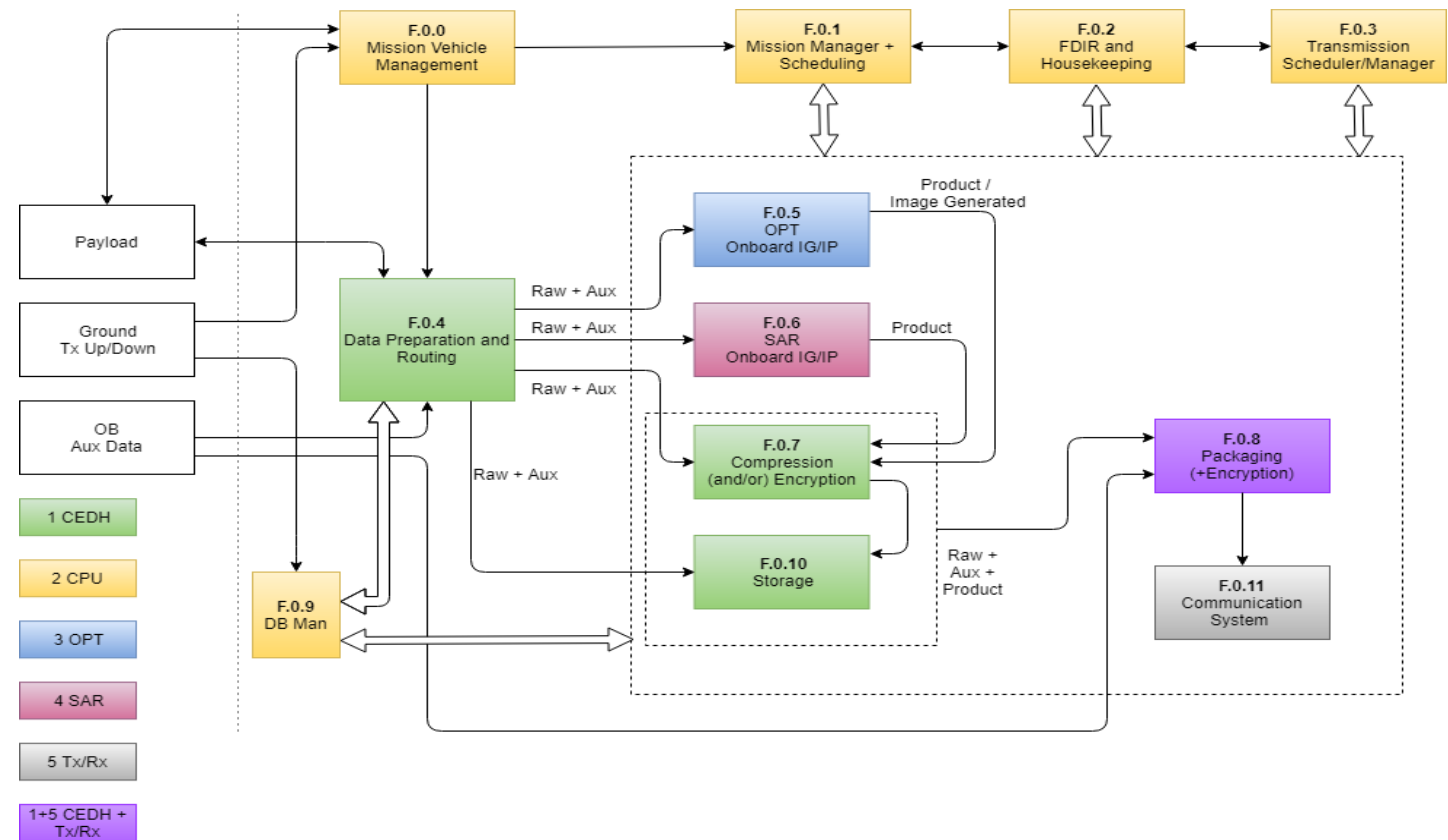 F.0.0
Mission Vehicle
Management
F.0.1
Mission Manager +
Scheduling
F.0.2
FDIR and
Housekeeping
F.0.3
Transmission
Scheduler/Manager
Payload
Ground
Tx Up/Down
OB
Aux Data
F.0.4
Data Preparation and
Routing
Raw + Aux
Raw + Aux
Raw + Aux
Raw + Aux
F.0.5
OPT
Onboard IG/IP
Product /
Image Generated
F.0.6
SAR
Onboard IG/IP
Product
F.0.7
Compression
(and/or) Encryption
F.0.10
Storage
Raw +
Aux +
Product
F.0.8
Packaging
(+Encryption)
F.0.11
Communication
System
F.0.9
DB Man
1 CEDH
2 CPU
3 OPT
4 SAR
5 Tx/Rx
1+5 CEDH +
Tx/Rx